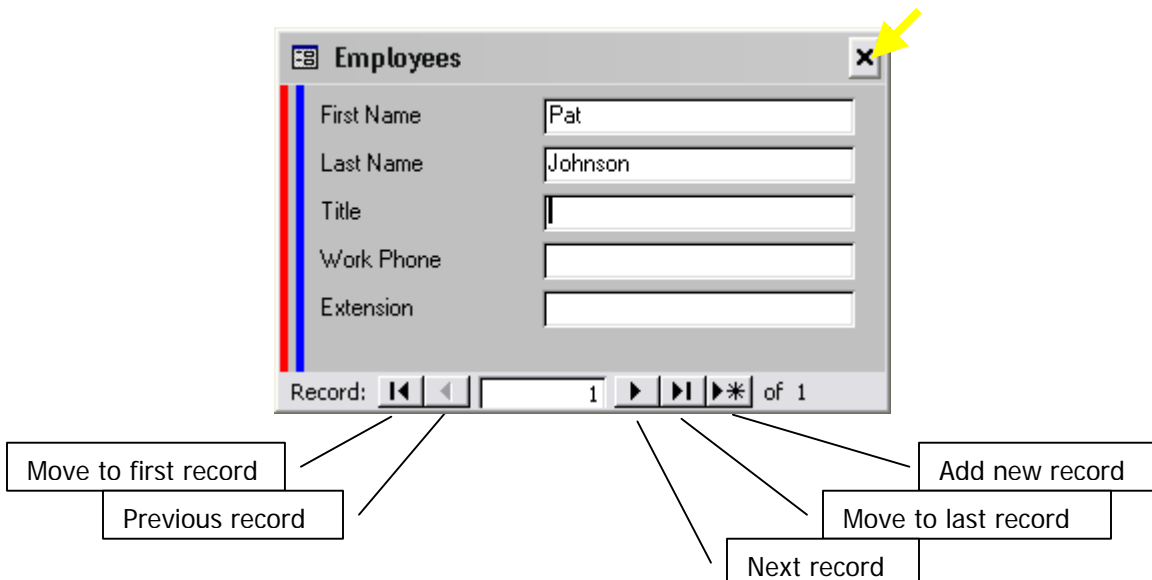 Employees
First Name Pat
Last Name Johnson
Title
Work Phone
Extension
Record: 1 of 1
Move to first record
Add new record
Previous record
Move to last record
Next record